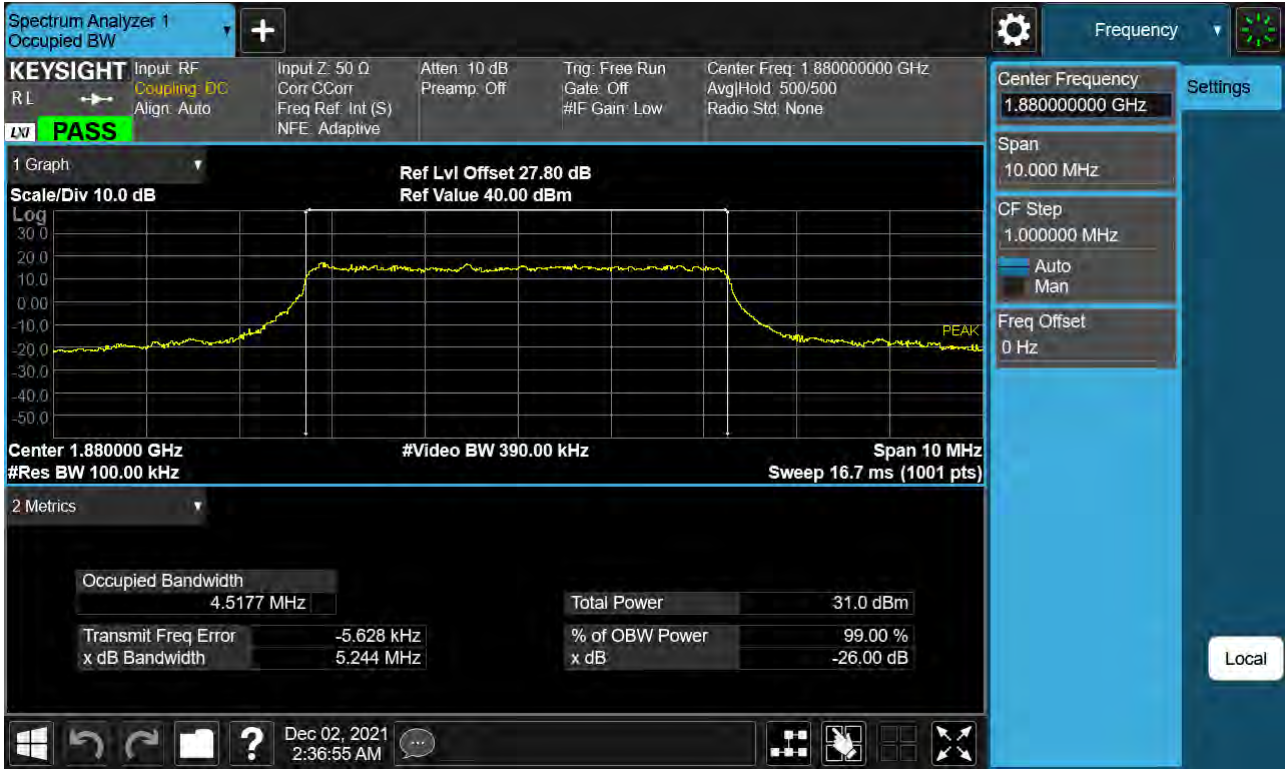 Spectrum Analyzer 1
Occupied BW
+
Frequency
KEYSIGHT
R L
LXI PASS
Input: RF
Coupling: DC
Align: Auto
Input Z: 50 Ω
Corr CCorr
Freq Ref: Int (S)
NFE: Adaptive
Atten: 10 dB
Preamp: Off
Trig: Free Run
Gate: Off
#IF Gain: Low
Center Freq: 1.880000000 GHz
Avg|Hold: 500/500
Radio Std: None
1 Graph
Scale/Div 10.0 dB
Ref Lvl Offset 27.80 dB
Ref Value 40.00 dBm
Log
30.0
20.0
10.0
0.00
-10.0
-20.0
-30.0
-40.0
-50.0
PEAK
Center 1.880000 GHz
#Video BW 390.00 kHz
Span 10 MHz
#Res BW 100.00 kHz
Sweep 16.7 ms (1001 pts)
2 Metrics
Occupied Bandwidth
4.5177 MHz
Transmit Freq Error -5.628 kHz
x dB Bandwidth 5.244 MHz
Total Power 31.0 dBm
% of OBW Power 99.00 %
x dB -26.00 dB
Center Frequency
1.880000000 GHz
Settings
Span
10.000 MHz
CF Step
1.000000 MHz
Auto
Man
Freq Offset
0 Hz
Local
?
Dec 02, 2021
2:36:55 AM